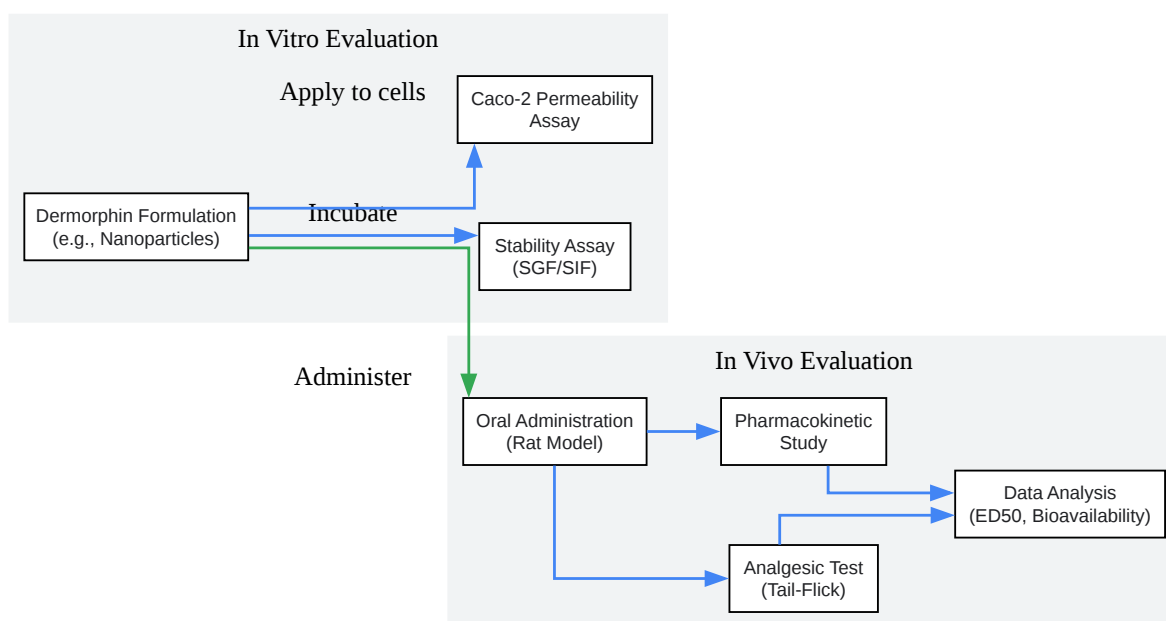 In Vitro Evaluation
Apply to cells
Caco-2 Permeability
Assay
Dermorphin Formulation
(e.g., Nanoparticles)
Incubate
Stability Assay
(SGF/SIF)
In Vivo Evaluation
Administer
Oral Administration
(Rat Model)
Pharmacokinetic
Study
Data Analysis
(ED50, Bioavailability)
Analgesic Test
(Tail-Flick)